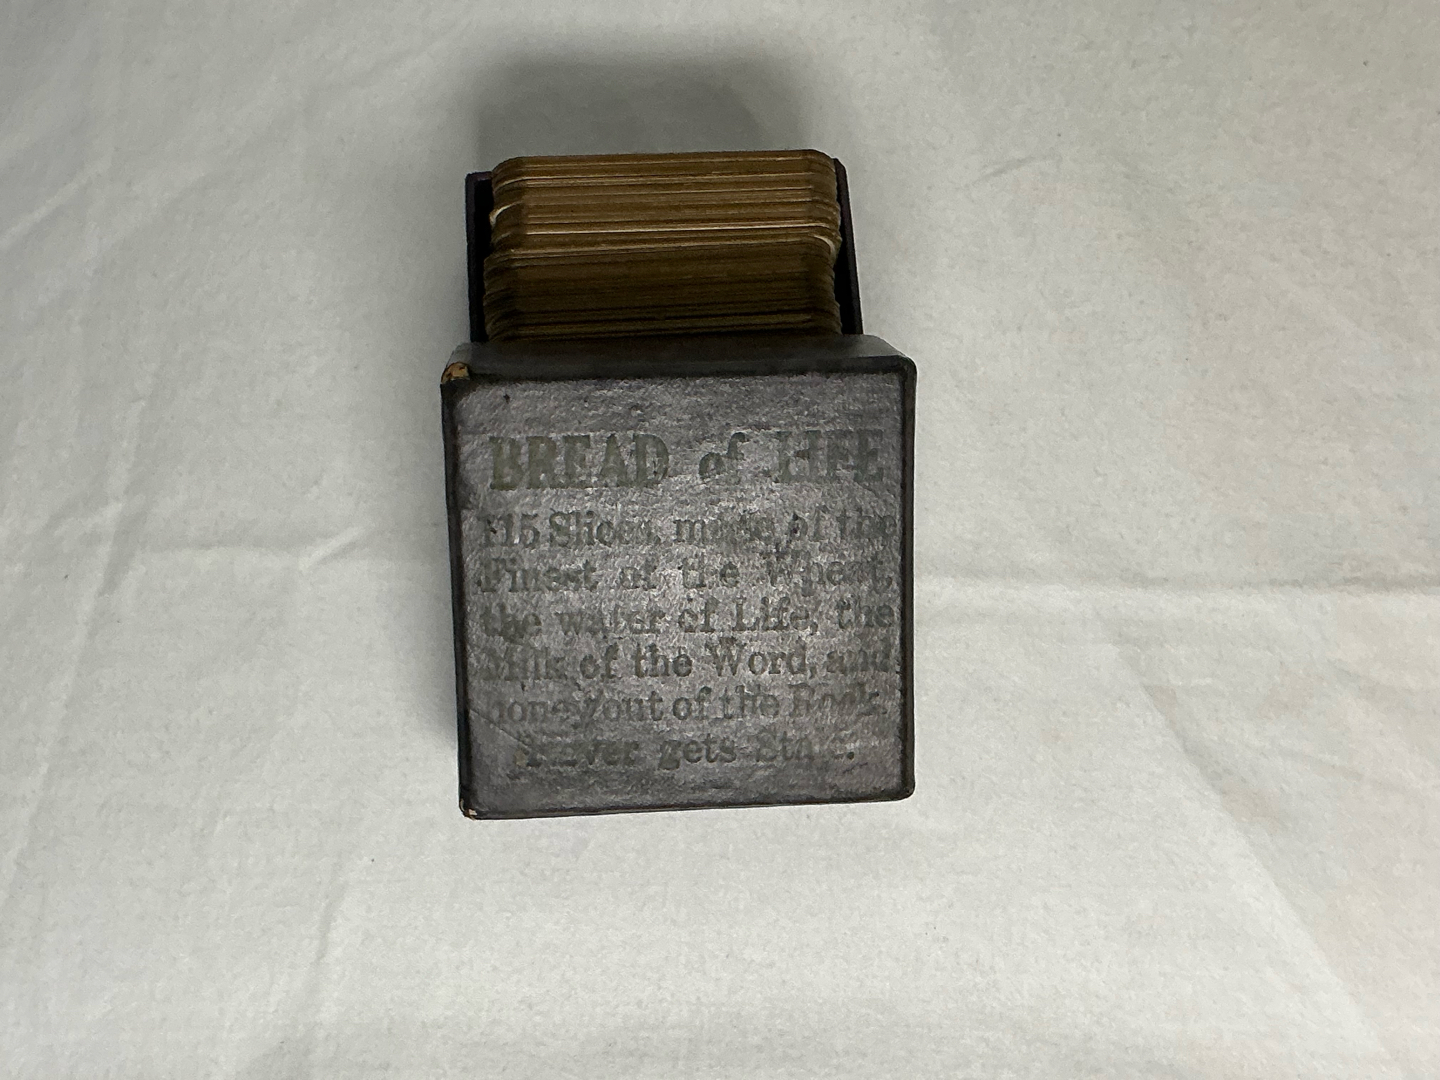 BREAD of LIFE
115 Slices, made of the
Finest of the Wheat,
the water of Life, the
Milk of the Word, and
honey out of the Rock.
Never gets Stale.